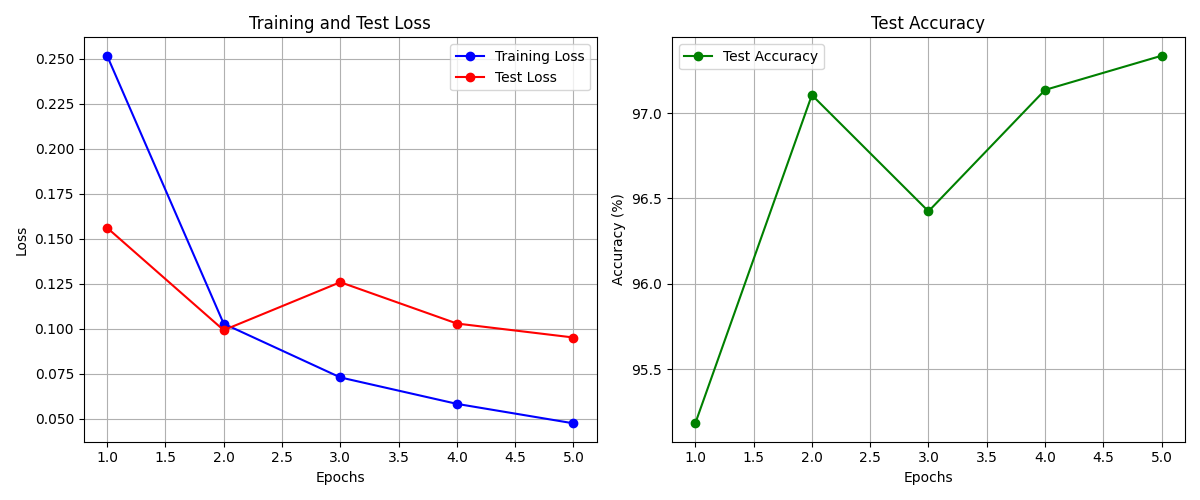 Training and Test Loss
Training Loss
Test Loss
0.250
0.225
0.200
0.175
0.150
0.125
0.100
0.075
0.050
Loss
1.0 1.5 2.0 2.5 3.0 3.5 4.0 4.5 5.0
Epochs
Test Accuracy
Test Accuracy
97.0
96.5
96.0
95.5
Accuracy (%)
1.0 1.5 2.0 2.5 3.0 3.5 4.0 4.5 5.0
Epochs